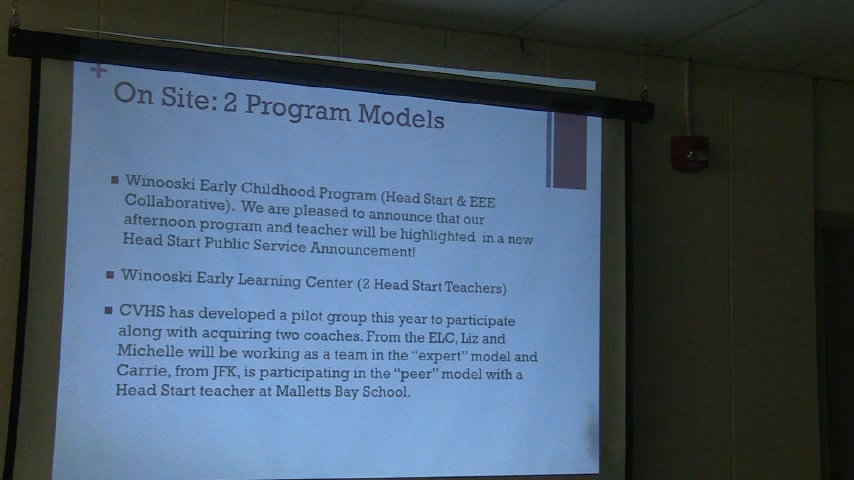 On Site: 2 Program Models
Winooski Early Childhood Program (Head Start & EEE
Collaborative). We are pleased to announce that our
afternoon program and teacher will be highlighted in a new
Head Start Public Service Announcement!
Winooski Early Learning Center (2 Head Start Teachers)
CVHS has developed a pilot group this year to participate
along with acquiring two coaches. From the ELC, Liz and
Michelle will be working as a team in the “expert” model and
Carrie, from JFK, is participating in the “peer” model with a
Head Start teacher at Malletts Bay School.